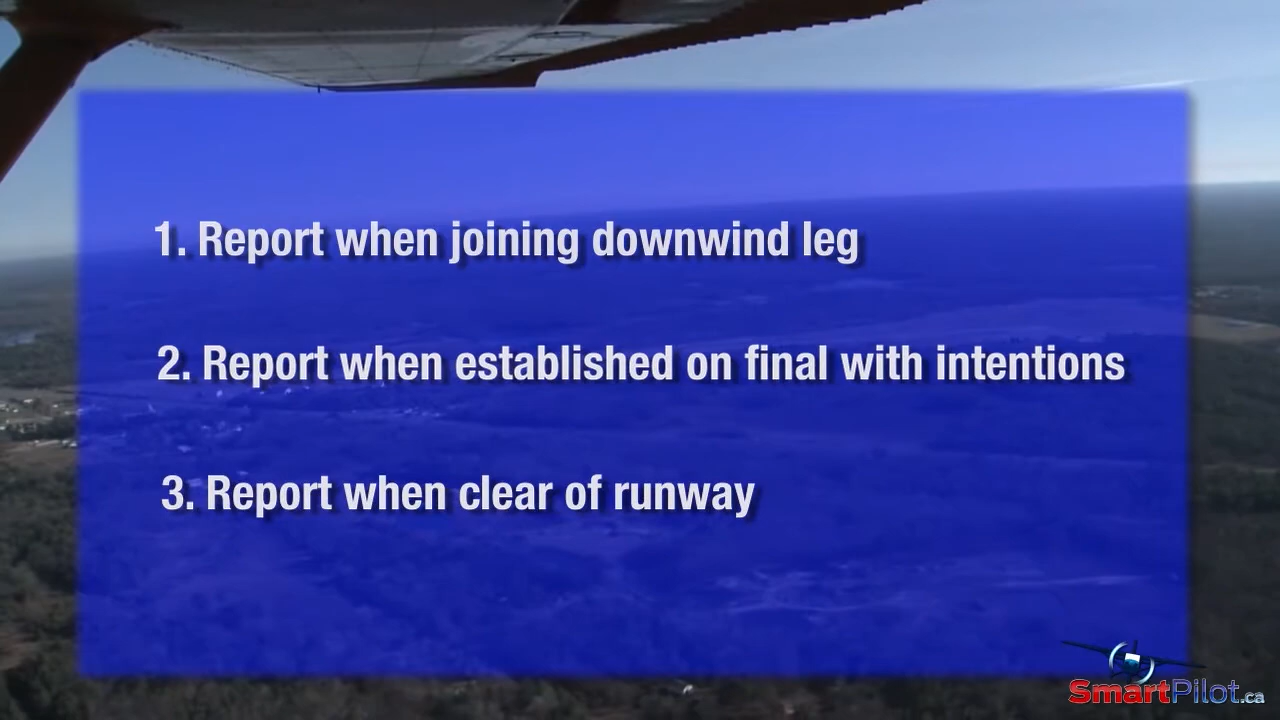 1. Report when joining downwind leg
2. Report when established on final with intentions
3. Report when clear of runway
SmartPilot.ca